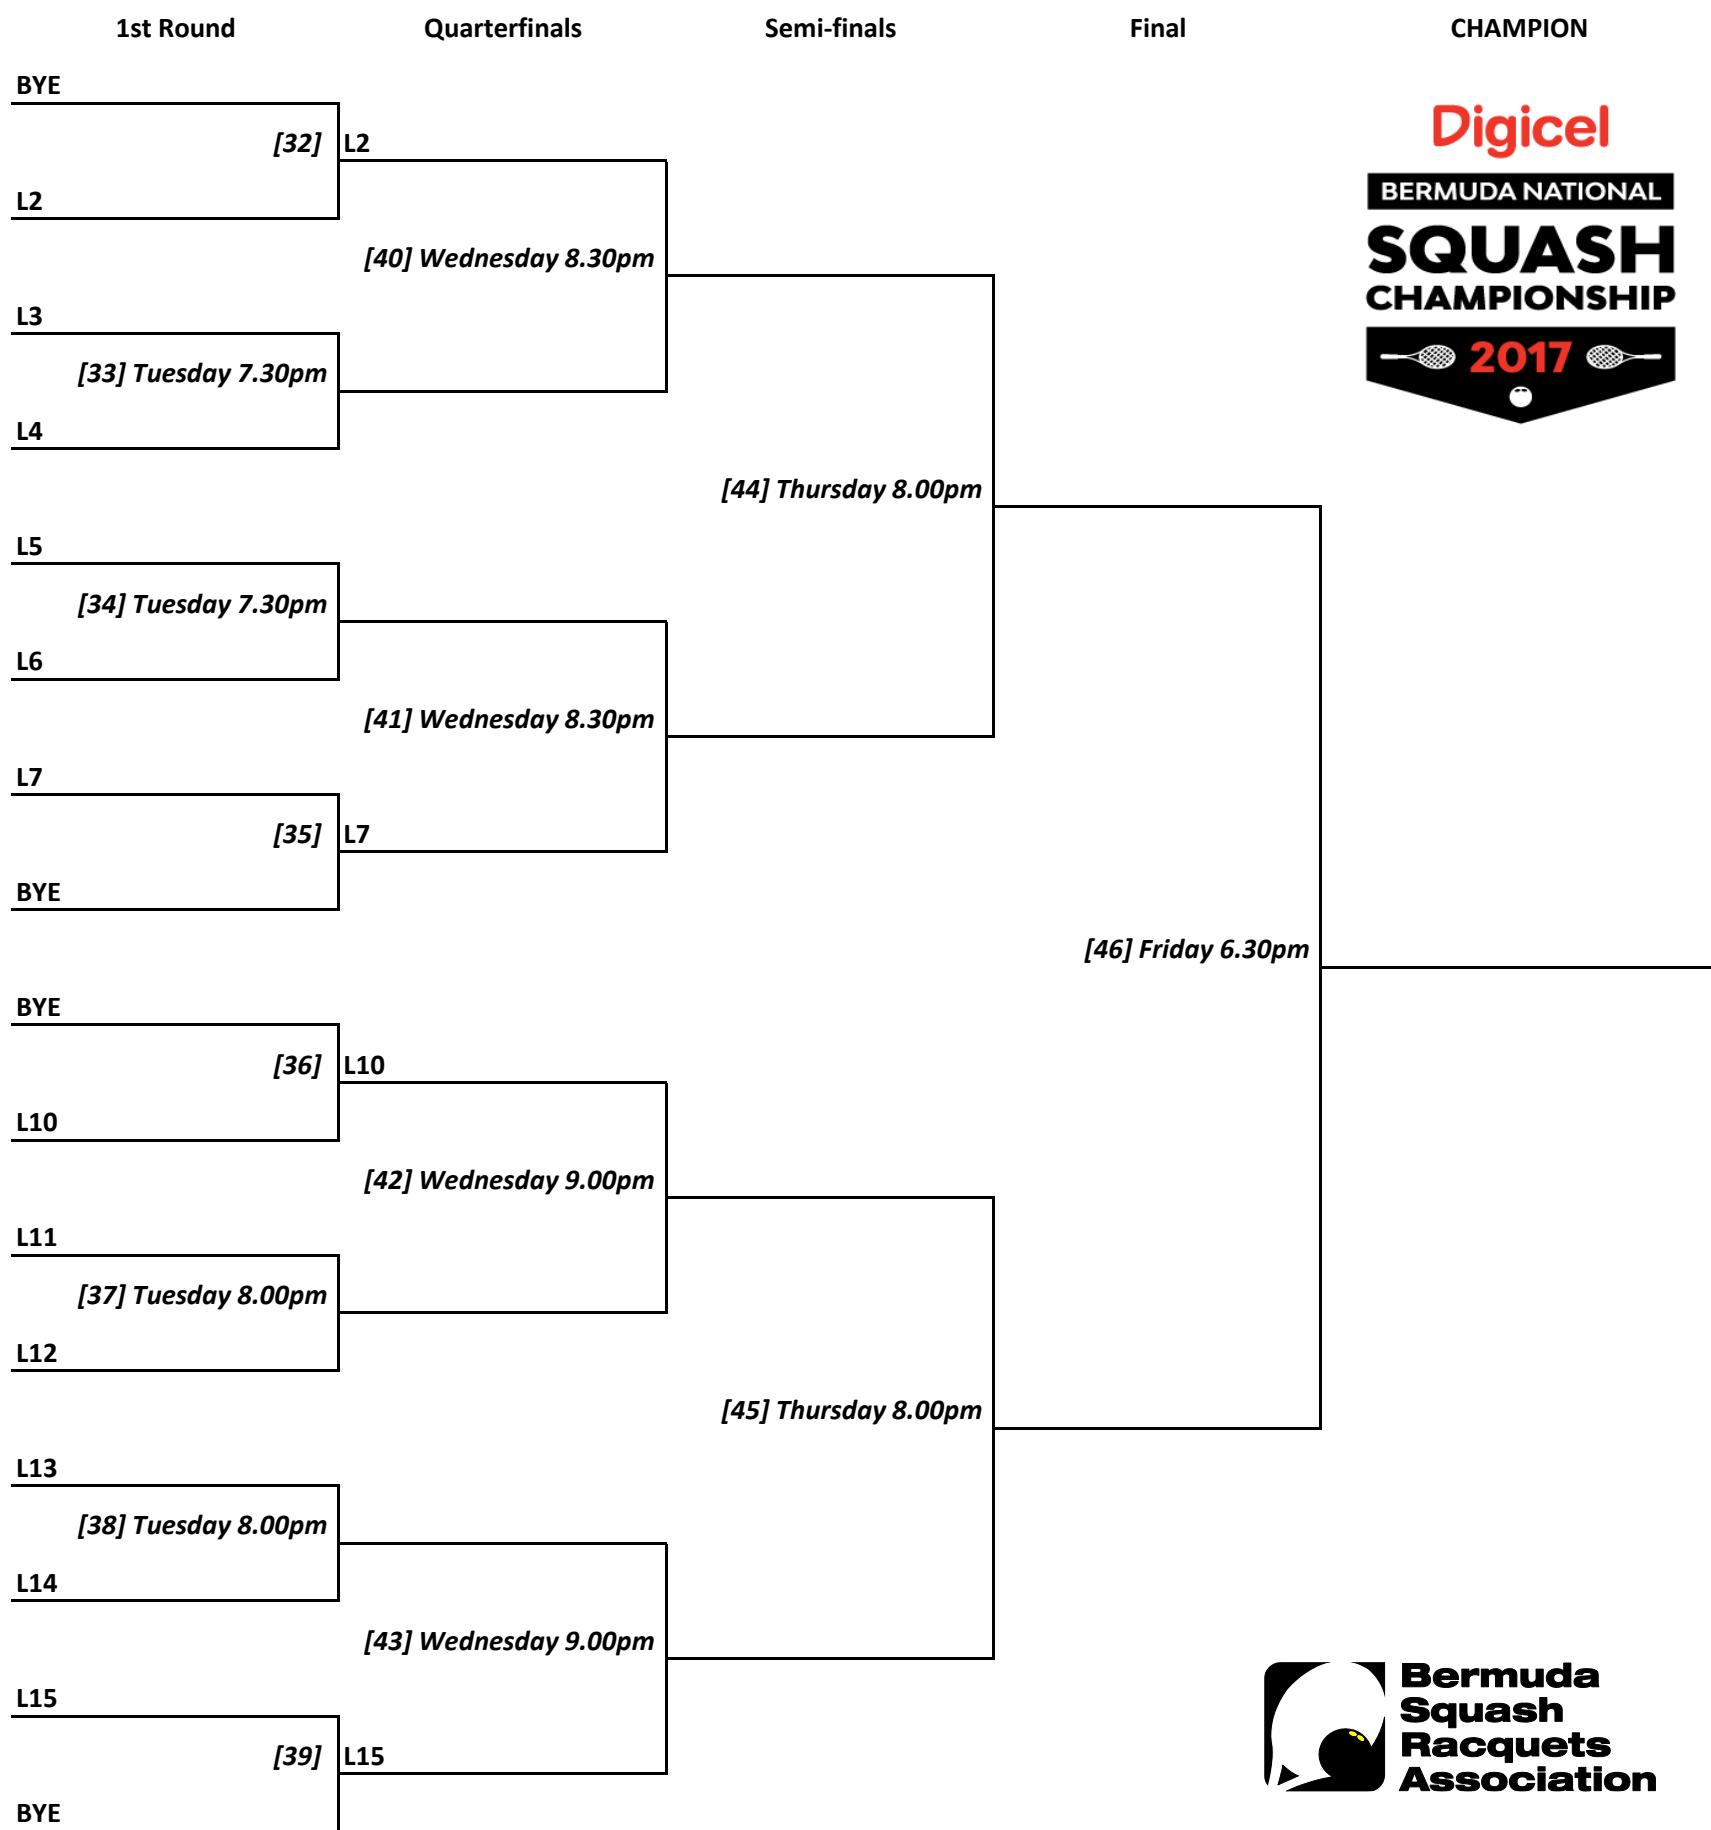 1st Round Quarterfinals Semi-finals Final CHAMPION
BYE
[32] L2
L2
[40] Wednesday 8.30pm
L3
[33] Tuesday 7.30pm
L4
[44] Thursday 8.00pm
L5
[34] Tuesday 7.30pm
L6
[41] Wednesday 8.30pm
L7
[35] L7
BYE
[46] Friday 6.30pm
BYE
[36] L10
L10
[42] Wednesday 9.00pm
L11
[37] Tuesday 8.00pm
L12
[45] Thursday 8.00pm
L13
[38] Tuesday 8.00pm
L14
[43] Wednesday 9.00pm
L15
[39] L15
BYE
Digicel
BERMUDA NATIONAL
SQUASH
CHAMPIONSHIP
2017
Bermuda
Squash
Racquets
Association